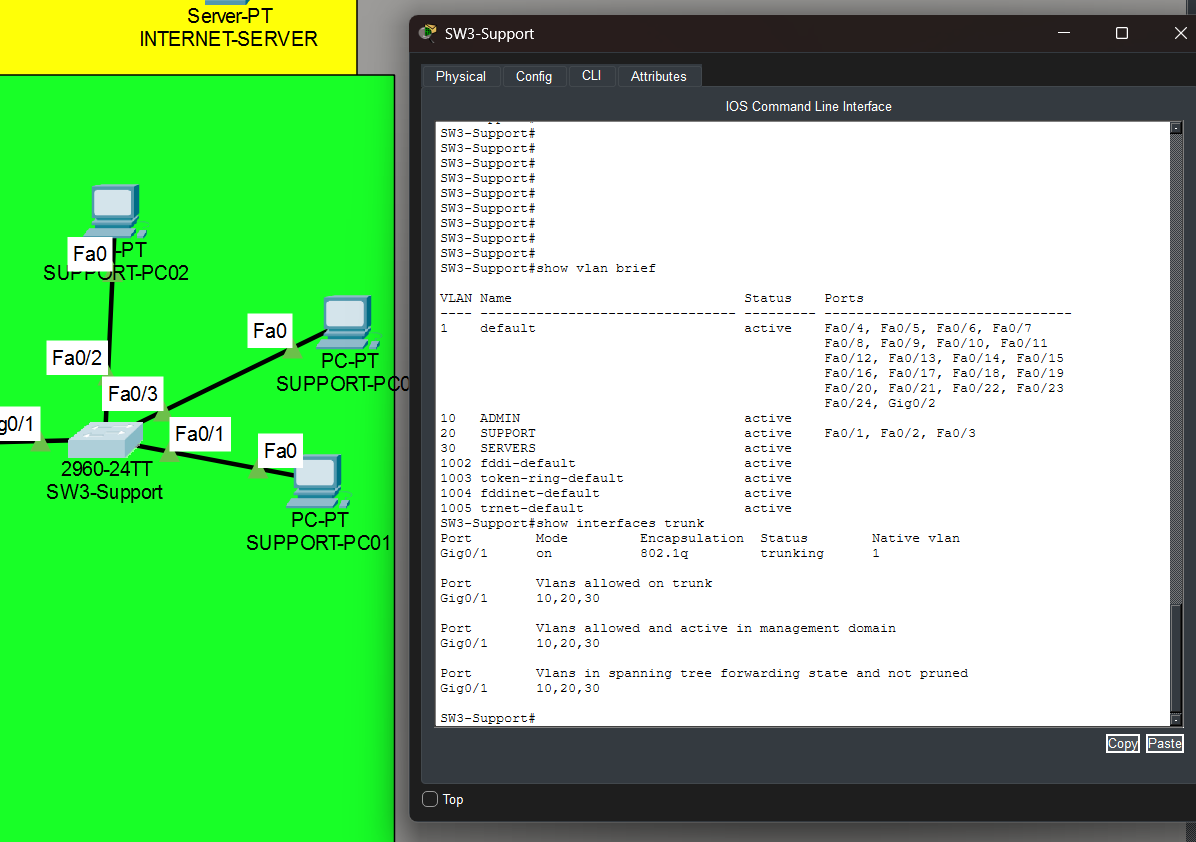 Server-PT
INTERNET-SERVER
Fa0
-PT
SUPPORT-PC02
Fa0
PC-PT
SUPPORT-PC0
Fa0/2
Fa0/3
g0/1
Fa0/1
Fa0
2960-24TT
SW3-Support
PC-PT
SUPPORT-PC01
SW3-Support
Physical Config CLI Attributes
IOS Command Line Interface
SW3-Support#
SW3-Support#
SW3-Support#
SW3-Support#
SW3-Support#
SW3-Support#
SW3-Support#
SW3-Support#
SW3-Support#
SW3-Support#show vlan brief
VLAN Name Status Ports
---- -------------------------------- --------- -------------------------------
1 default active Fa0/4, Fa0/5, Fa0/6, Fa0/7
Fa0/8, Fa0/9, Fa0/10, Fa0/11
Fa0/12, Fa0/13, Fa0/14, Fa0/15
Fa0/16, Fa0/17, Fa0/18, Fa0/19
Fa0/20, Fa0/21, Fa0/22, Fa0/23
Fa0/24, Gig0/2
10 ADMIN active
20 SUPPORT active Fa0/1, Fa0/2, Fa0/3
30 SERVERS active
1002 fddi-default active
1003 token-ring-default active
1004 fddinet-default active
1005 trnet-default active
SW3-Support#show interfaces trunk
Port Mode Encapsulation Status Native vlan
Gig0/1 on 802.1q trunking 1
Port Vlans allowed on trunk
Gig0/1 10,20,30
Port Vlans allowed and active in management domain
Gig0/1 10,20,30
Port Vlans in spanning tree forwarding state and not pruned
Gig0/1 10,20,30
SW3-Support#
Copy Paste
Top